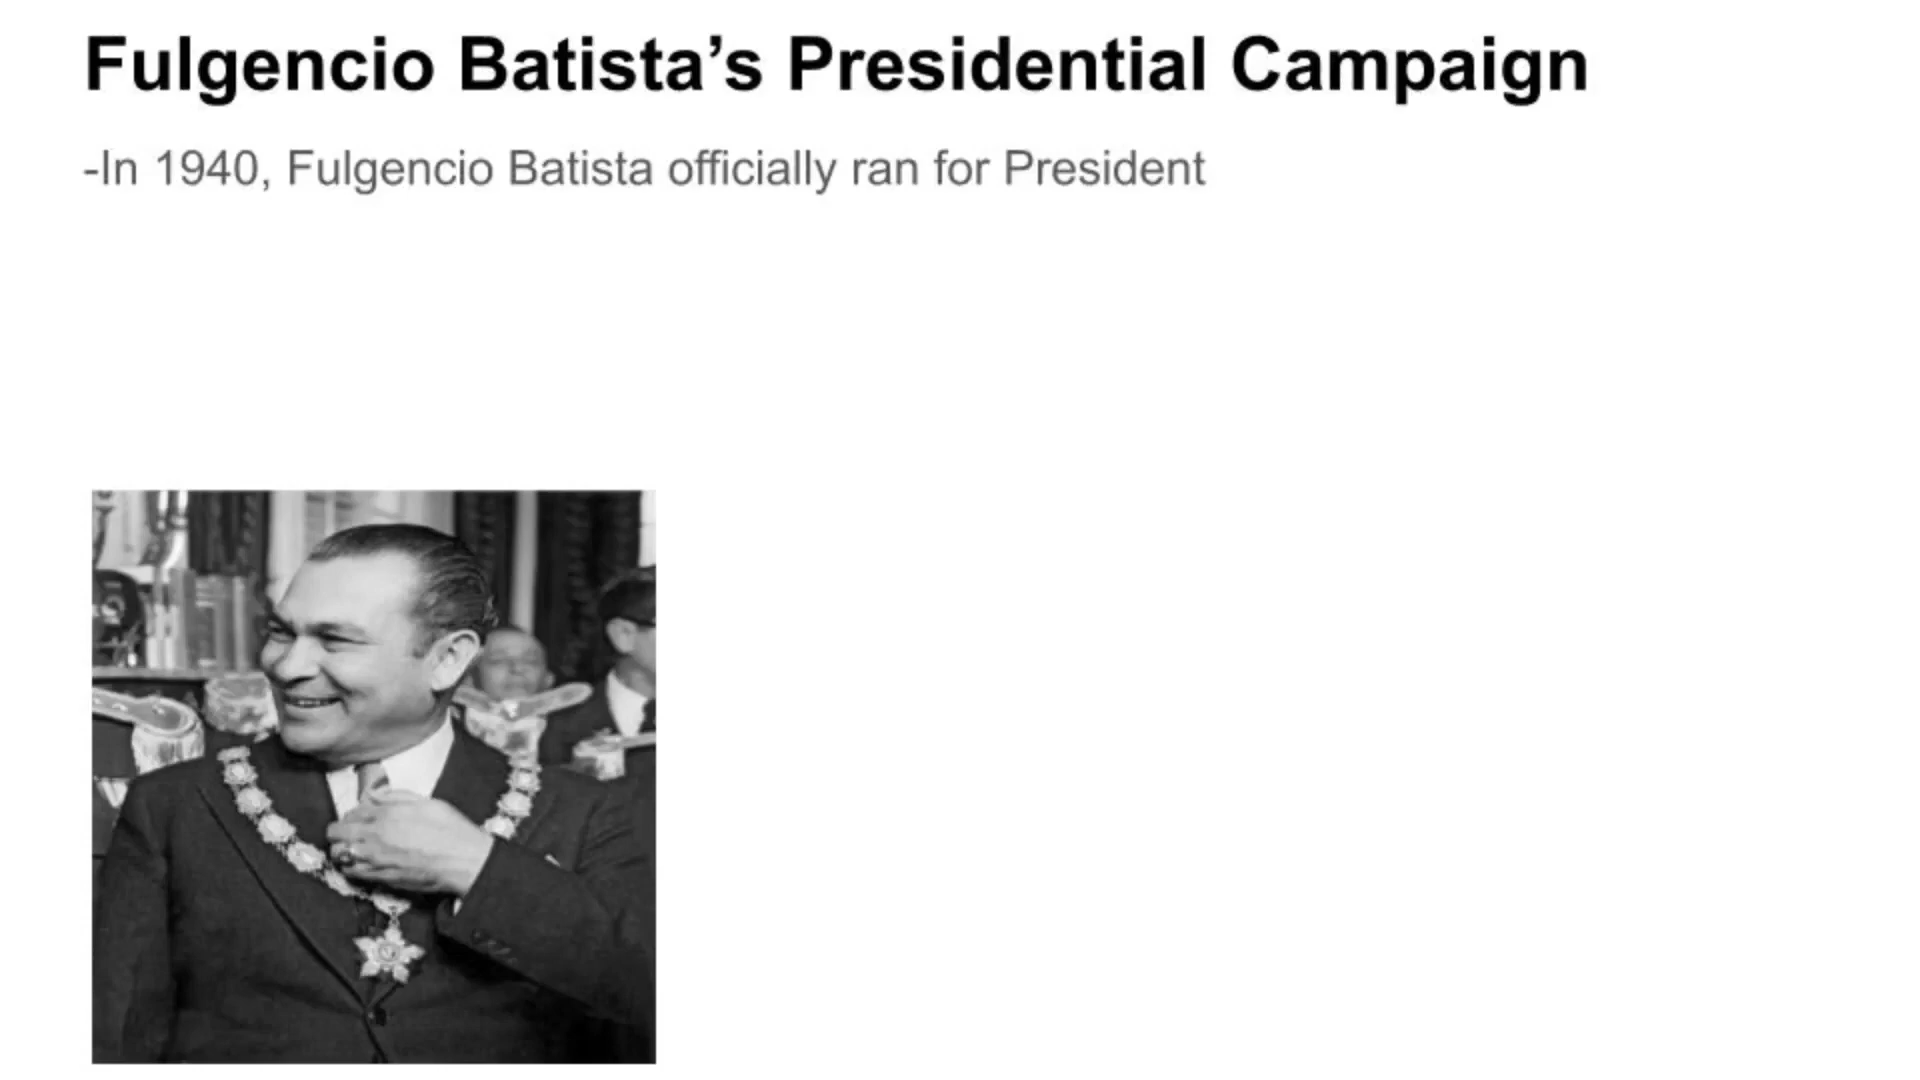 Fulgencio Batista’s Presidential Campaign
-In 1940, Fulgencio Batista officially ran for President